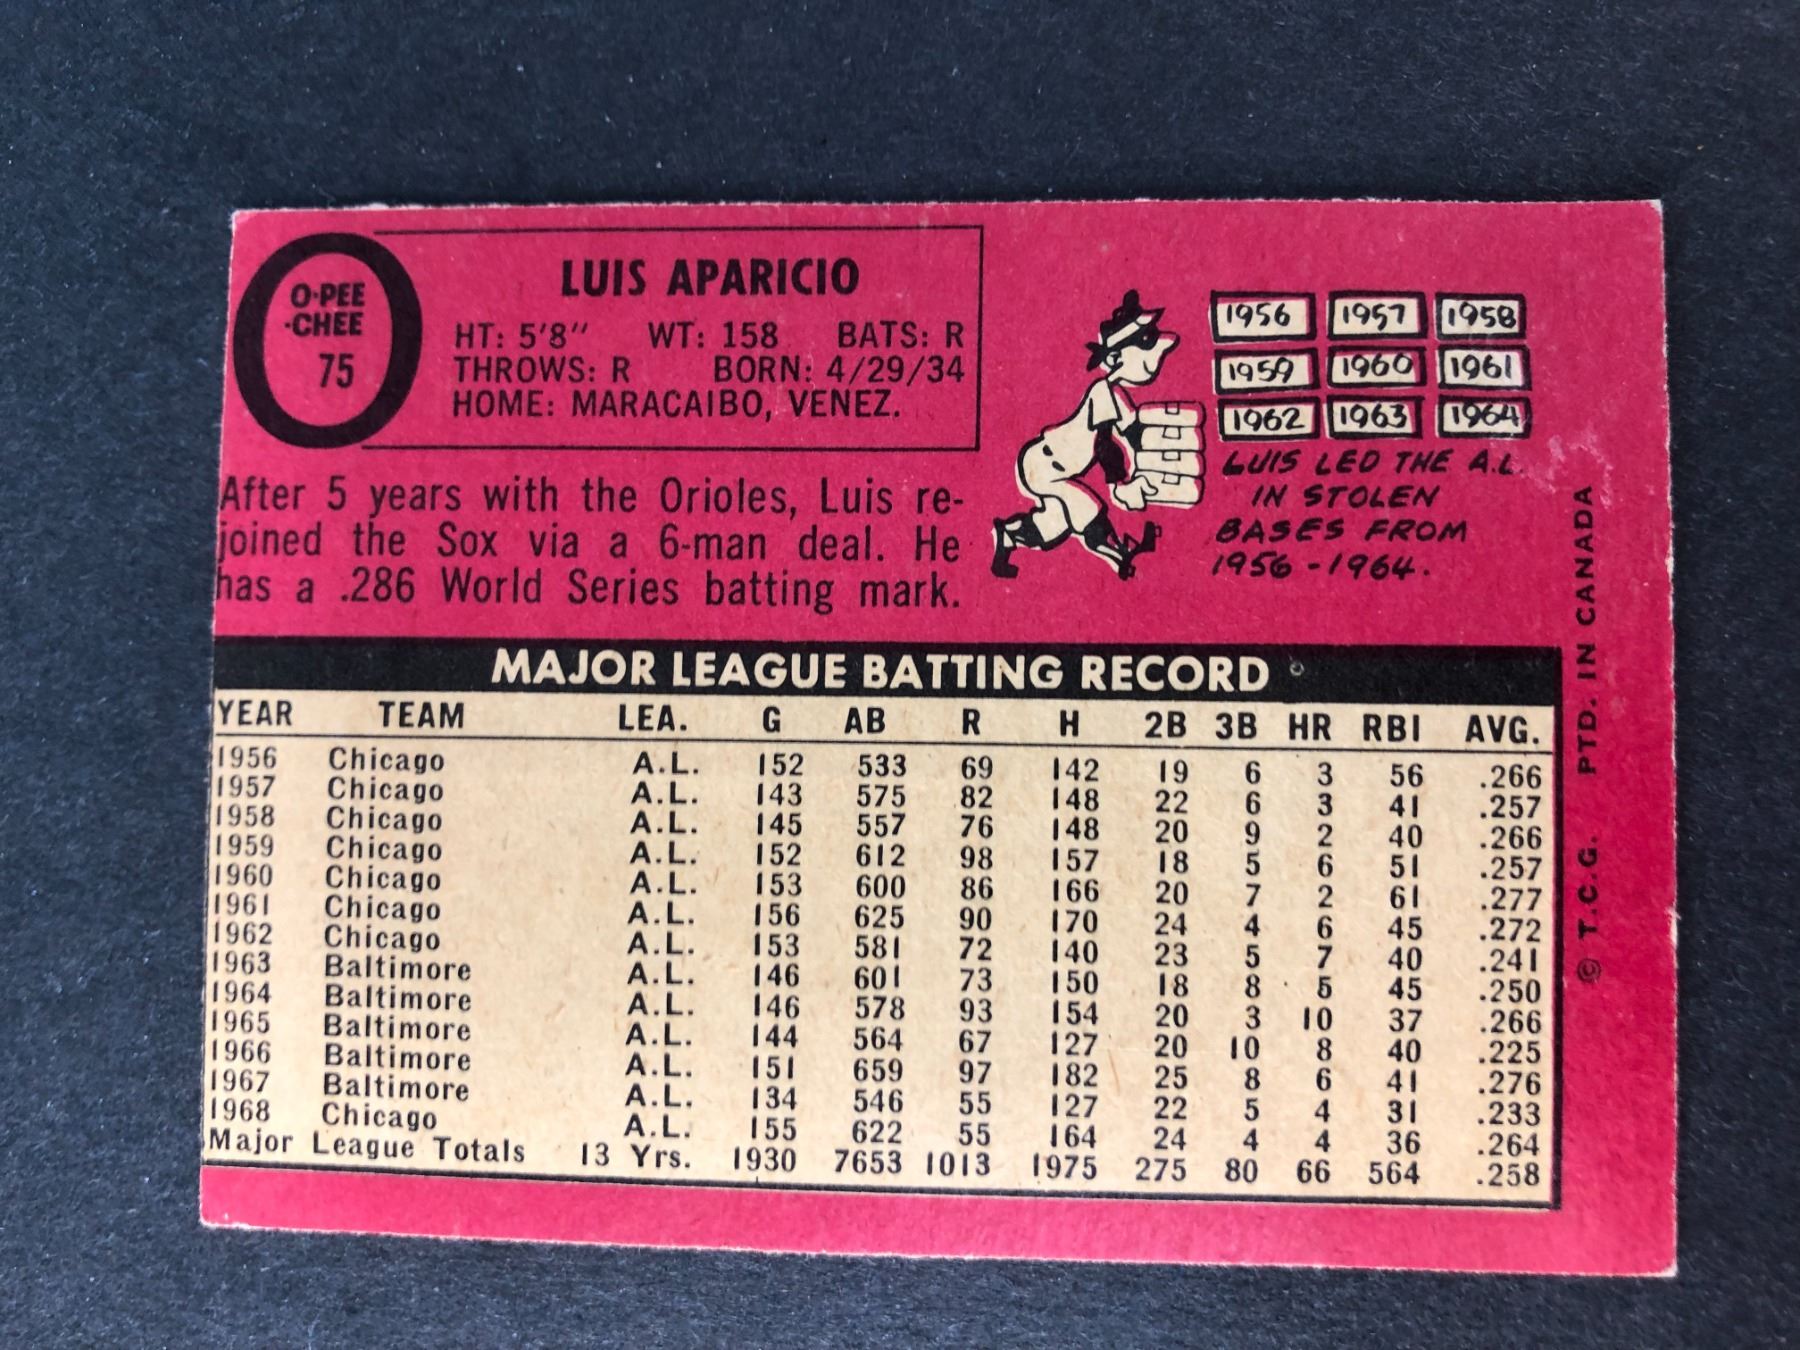 O·PEE
·CHEE
75
LUIS APARICIO
HT: 5'8" WT: 158 BATS: R
THROWS: R BORN: 4/29/34
HOME: MARACAIBO, VENEZ.
After 5 years with the Orioles, Luis re-
joined the Sox via a 6-man deal. He
has a .286 World Series batting mark.
1956 1957 1958
1959 1960 1961
1962 1963 1964
LUIS LED THE A.L.
IN STOLEN
BASES FROM
1956-1964.
MAJOR LEAGUE BATTING RECORD
YEAR TEAM LEA. G AB R H 2B 3B HR RBI AVG.
1956 Chicago A.L. 152 533 69 142 19 6 3 56 .266
1957 Chicago A.L. 143 575 82 148 22 6 3 41 .257
1958 Chicago A.L. 145 557 76 148 20 9 2 40 .266
1959 Chicago A.L. 152 612 98 157 18 5 6 51 .257
1960 Chicago A.L. 153 600 86 166 20 7 2 61 .277
1961 Chicago A.L. 156 625 90 170 24 4 6 45 .272
1962 Chicago A.L. 153 581 72 140 23 5 7 40 .241
1963 Baltimore A.L. 146 601 73 150 18 8 5 45 .250
1964 Baltimore A.L. 146 578 93 154 20 3 10 37 .266
1965 Baltimore A.L. 144 564 67 127 20 10 8 40 .225
1966 Baltimore A.L. 151 659 97 182 25 8 6 41 .276
1967 Baltimore A.L. 134 546 55 127 22 5 4 31 .233
1968 Chicago A.L. 155 622 55 164 24 4 4 36 .264
Major League Totals 13 Yrs. 1930 7653 1013 1975 275 80 66 564 .258
© T.C.G. PTD. IN CANADA